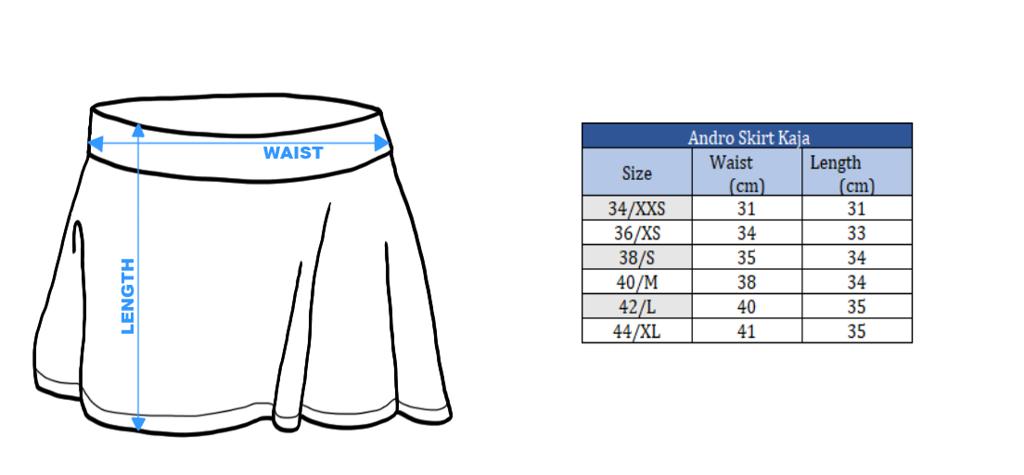 WAIST
LENGTH
Andro Skirt Kaja
Size Waist (cm) Length (cm)
34/XXS 31 31
36/XS 34 33
38/S 35 34
40/M 38 34
42/L 40 35
44/XL 41 35